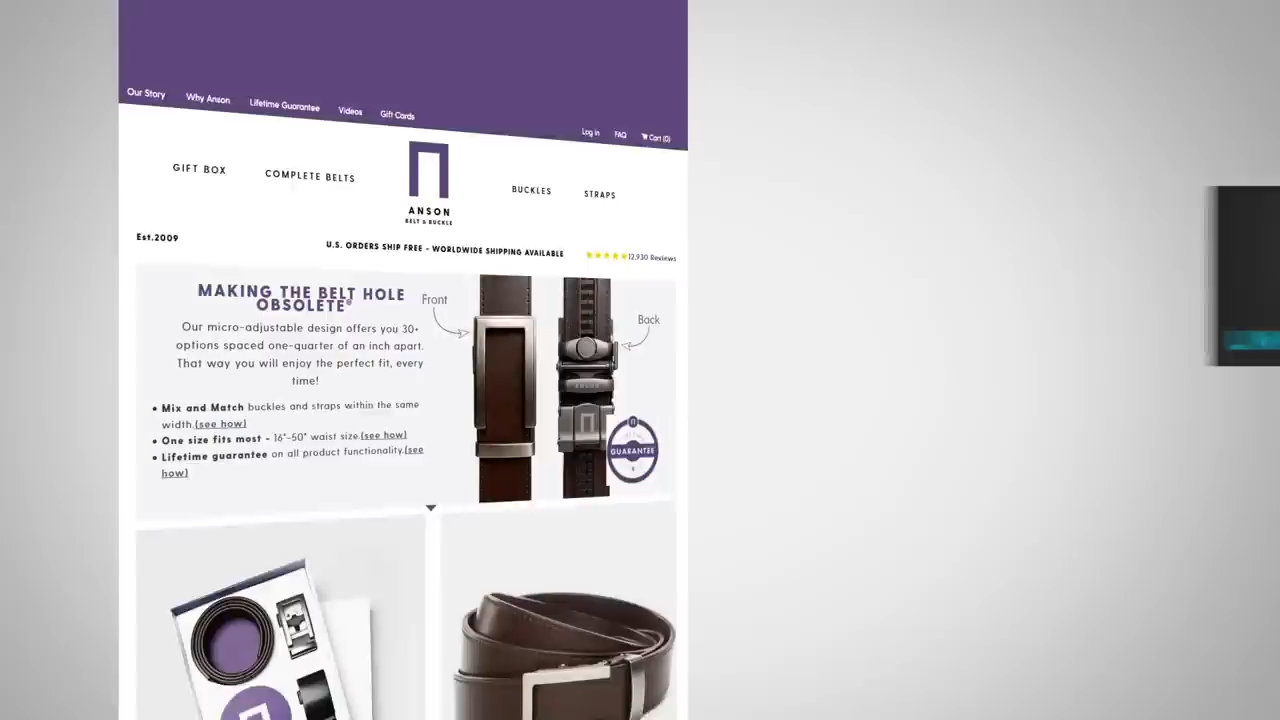 Our Story Why Anson Lifetime Guarantee Videos Gift Cards
Log in FAQ Cart (0)
GIFT BOX COMPLETE BELTS BUCKLES STRAPS
ANSON
BELT & BUCKLE
Est.2009
U.S. ORDERS SHIP FREE - WORLDWIDE SHIPPING AVAILABLE
12,930 Reviews
MAKING THE BELT HOLE
OBSOLETE®
Our micro-adjustable design offers you 30+
options spaced one-quarter of an inch apart.
That way you will enjoy the perfect fit, every
time!
• Mix and Match buckles and straps within the same
width.(see how)
• One size fits most - 16"-50" waist size.(see how)
• Lifetime guarantee on all product functionality.(see
how)
Front
Back
ANSON
GUARANTEE